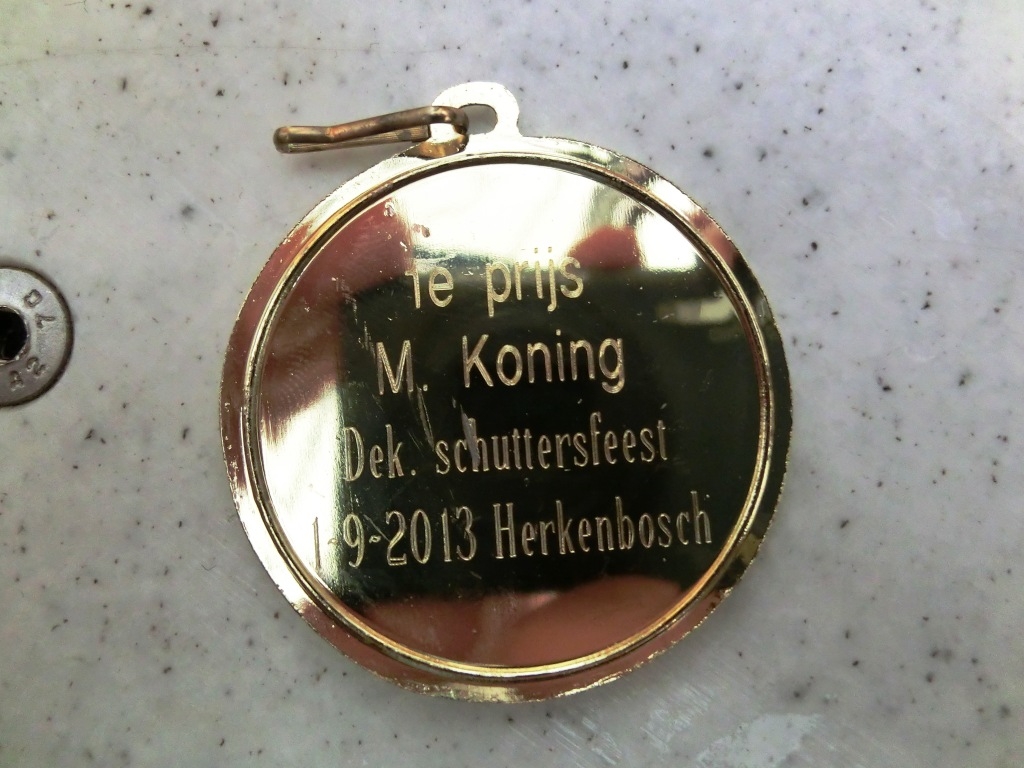 1e prijs
M. Koning
Dek. schuttersfeest
1-9-2013 Herkenbosch